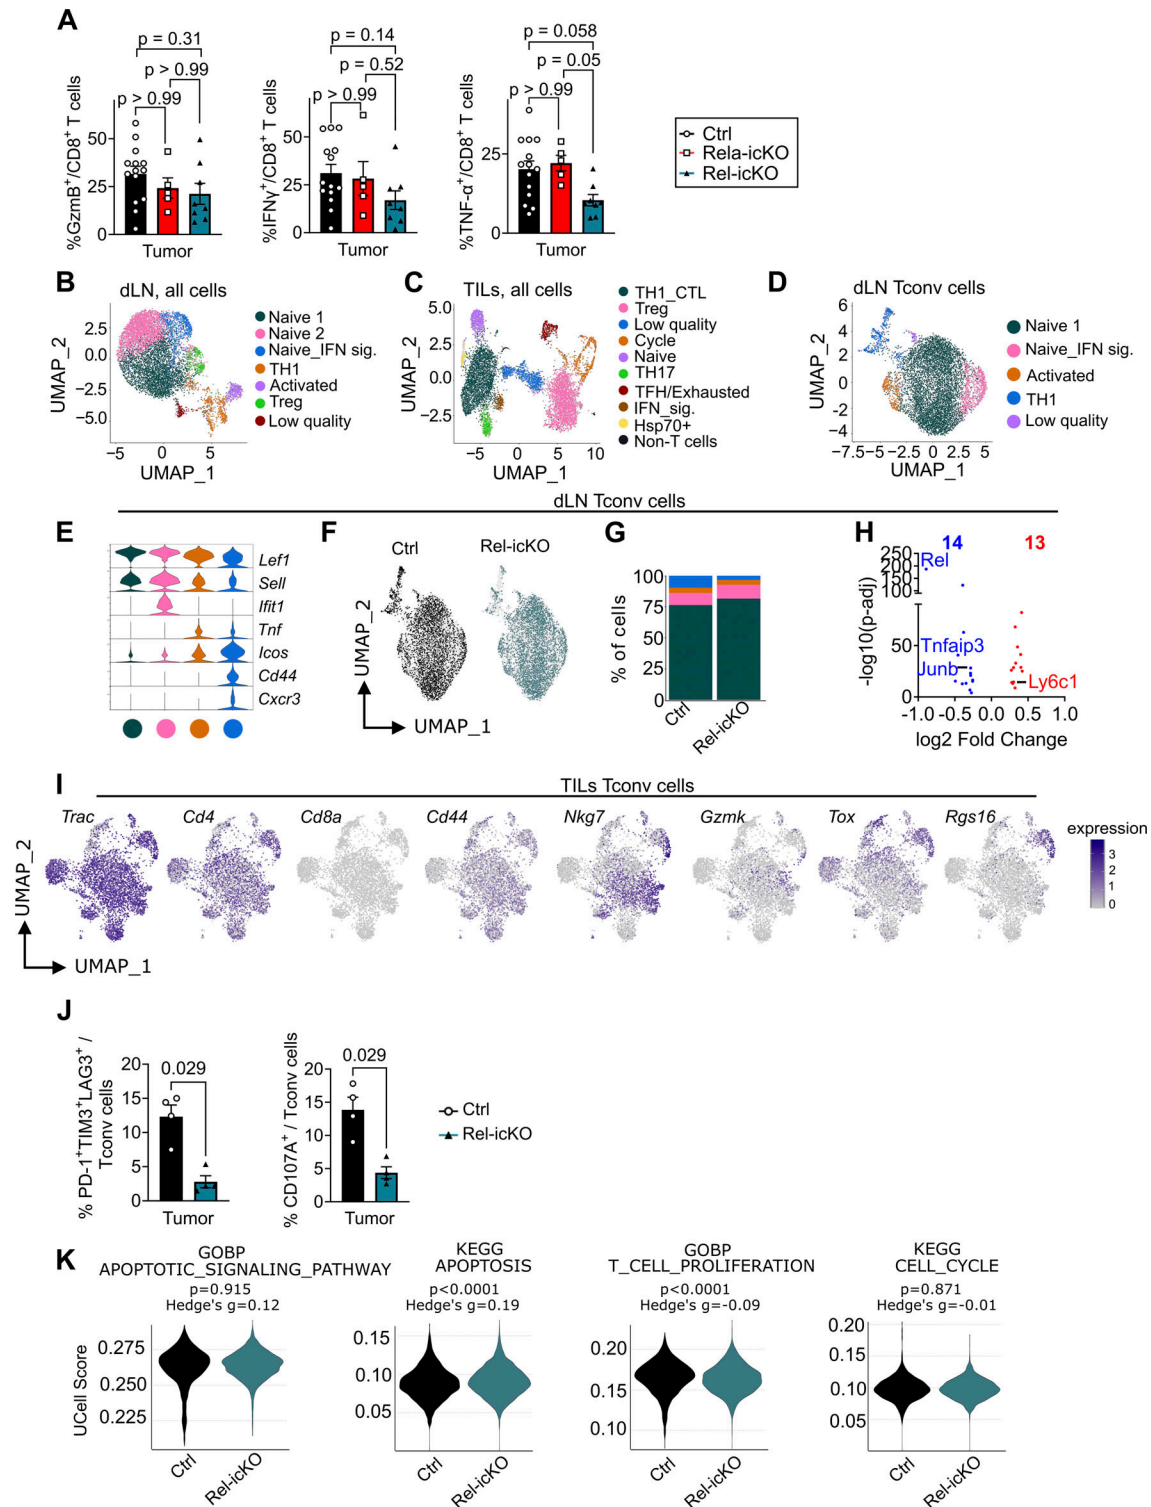 A
p = 0.31
p > 0.99
p > 0.99
%GzmB⁺/CD8⁺ T cells
50
25
0
Tumor
p = 0.14
p = 0.52
p > 0.99
%IFNγ⁺/CD8⁺ T cells
50
25
0
Tumor
p = 0.058
p = 0.05
p > 0.99
%TNF-α⁺/CD8⁺ T cells
25
0
Tumor
Ctrl
Rela-icKO
Rel-icKO
B
dLN, all cells
UMAP_2
2.5
0.0
−2.5
−5.0
−5 0 5
UMAP_1
Naive 1
Naive 2
Naive_IFN sig.
TH1
Activated
Treg
Low quality
C
TILs, all cells
UMAP_2
5.0
2.5
0.0
−2.5
−5 0 5 10
UMAP_1
TH1_CTL
Treg
Low quality
Cycle
Naive
TH17
TFH/Exhausted
IFN_sig.
Hsp70+
Non-T cells
D
dLN Tconv cells
UMAP_2
6
4
2
0
−2
−4
−7.5−5−2.5 0 2.5 5
UMAP_1
Naive 1
Naive_IFN sig.
Activated
TH1
Low quality
dLN Tconv cells
E
Lef1
Sell
Ifit1
Tnf
Icos
Cd44
Cxcr3
F
Ctrl
Rel-icKO
UMAP_2
UMAP_1
G
% of cells
100
75
50
25
0
Ctrl
Rel-icKO
H
14
13
-log10(p-adj)
250
200
150
100
50
0
Rel
Tnfaip3
Junb
Ly6c1
-1.0 -0.5 0.0 0.5 1.0
log2 Fold Change
I
TILs Tconv cells
Trac
Cd4
Cd8a
Cd44
Nkg7
Gzmk
Tox
Rgs16
expression
3
2
1
0
UMAP_2
UMAP_1
J
% PD-1⁺TIM3⁺LAG3⁺ /
Tconv cells
20
15
10
5
0
0.029
Tumor
% CD107A⁺ / Tconv cells
20
15
10
5
0
0.029
Tumor
Ctrl
Rel-icKO
K
GOBP
APOPTOTIC_SIGNALING_PATHWAY
p=0.915
Hedge's g=0.12
UCell Score
0.275
0.250
0.225
Ctrl
Rel-icKO
KEGG
APOPTOSIS
p<0.0001
Hedge's g=0.19
0.15
0.10
0.05
Ctrl
Rel-icKO
GOBP
T_CELL_PROLIFERATION
p<0.0001
Hedge's g=-0.09
0.20
0.15
0.10
Ctrl
Rel-icKO
KEGG
CELL_CYCLE
p=0.871
Hedge's g=-0.01
0.20
0.15
0.10
0.05
Ctrl
Rel-icKO